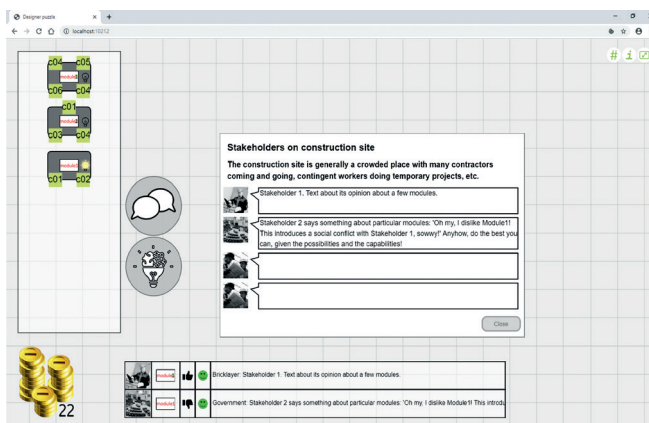 Designer puzzle
localhost:10212
c04 c05
module2
c06 c04
c01
module3
c03 c04
module1
c01 c02
# i
Stakeholders on construction site
The construction site is generally a crowded place with many contractors
coming and going, contingent workers doing temporary projects, etc.
Stakeholder 1. Text about its opinion about a few modules.
Stakeholder 2 says something about particular modules: 'Oh my, I dislike Module1!
This introduces a social conflict with Stakeholder 1, sowwy!' Anyhow, do the best you
can, given the possibilities and the capabilities!
Close
22
Bricklayer: Stakeholder 1. Text about its opinion about a few modules.
Government: Stakeholder 2 says something about particular modules: 'Oh my, I dislike Module1! This introdu